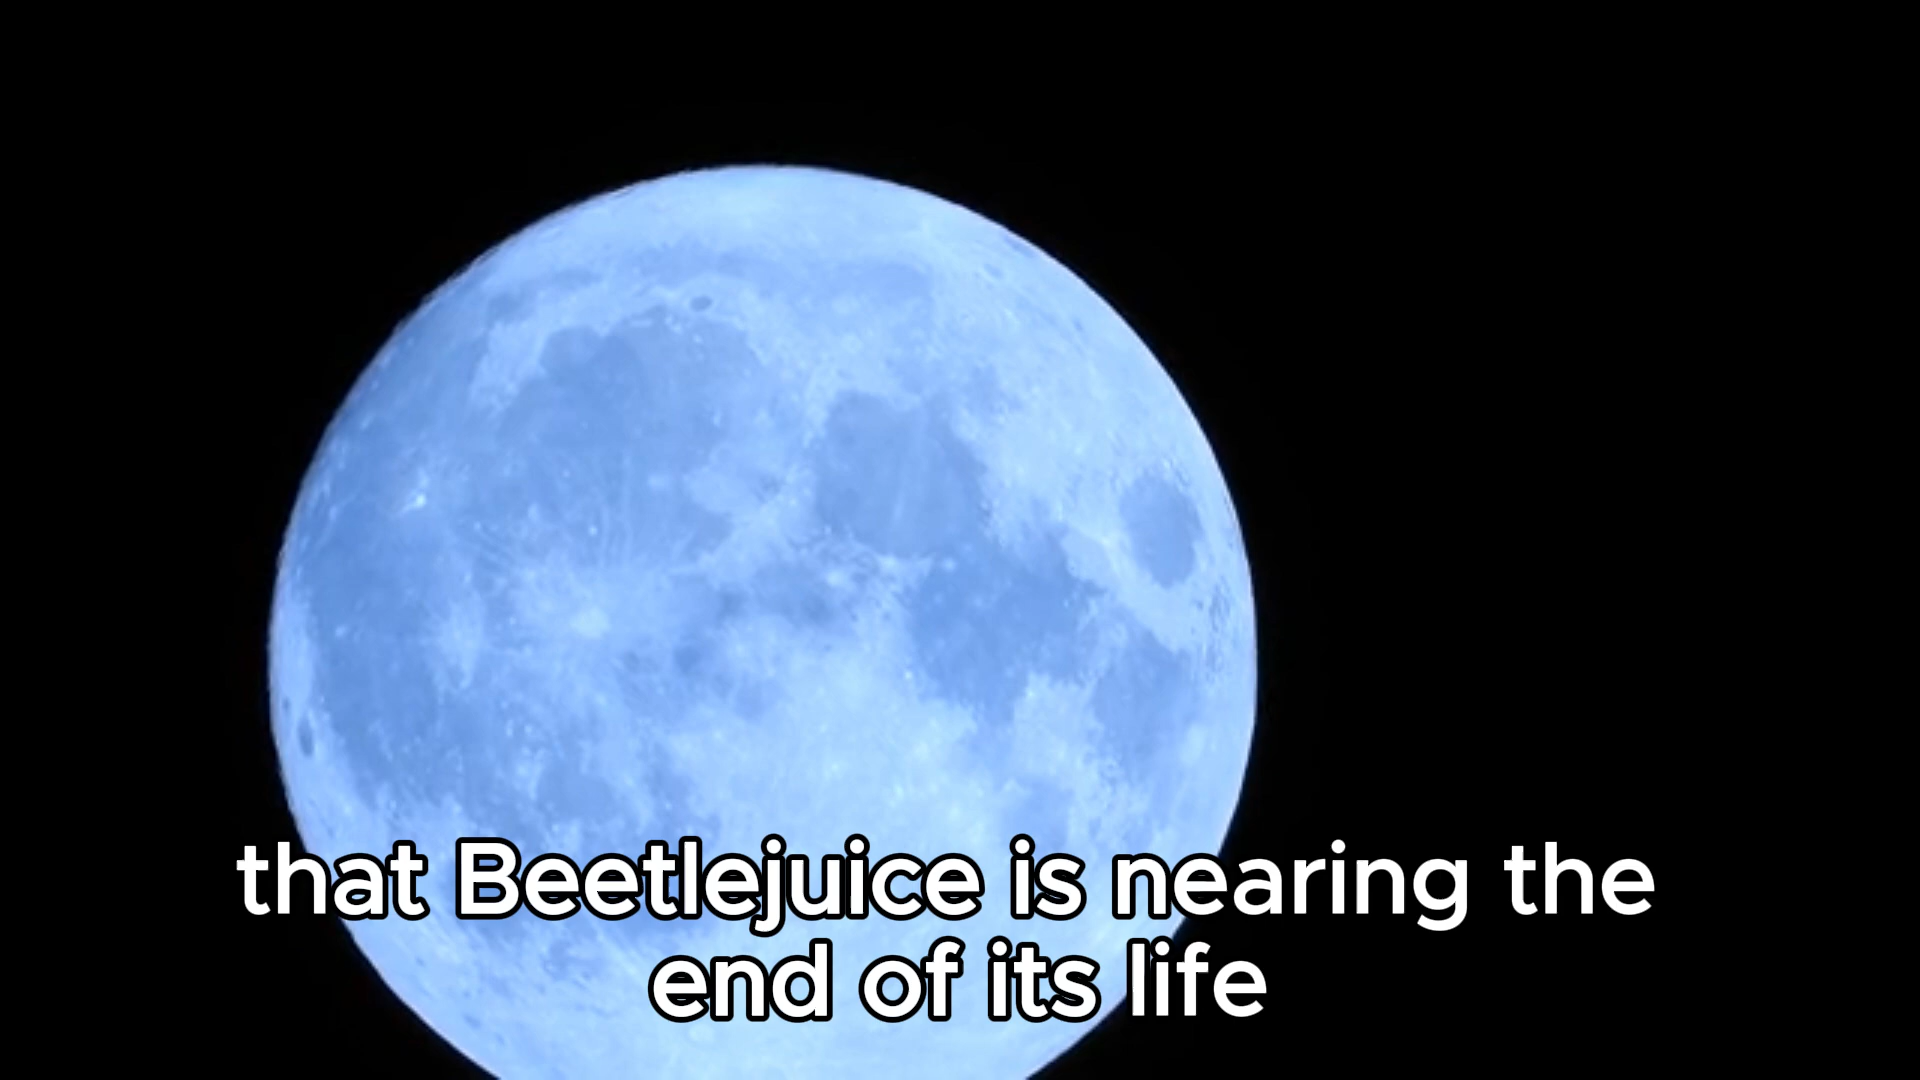 that Beetlejuice is nearing the
end of its life